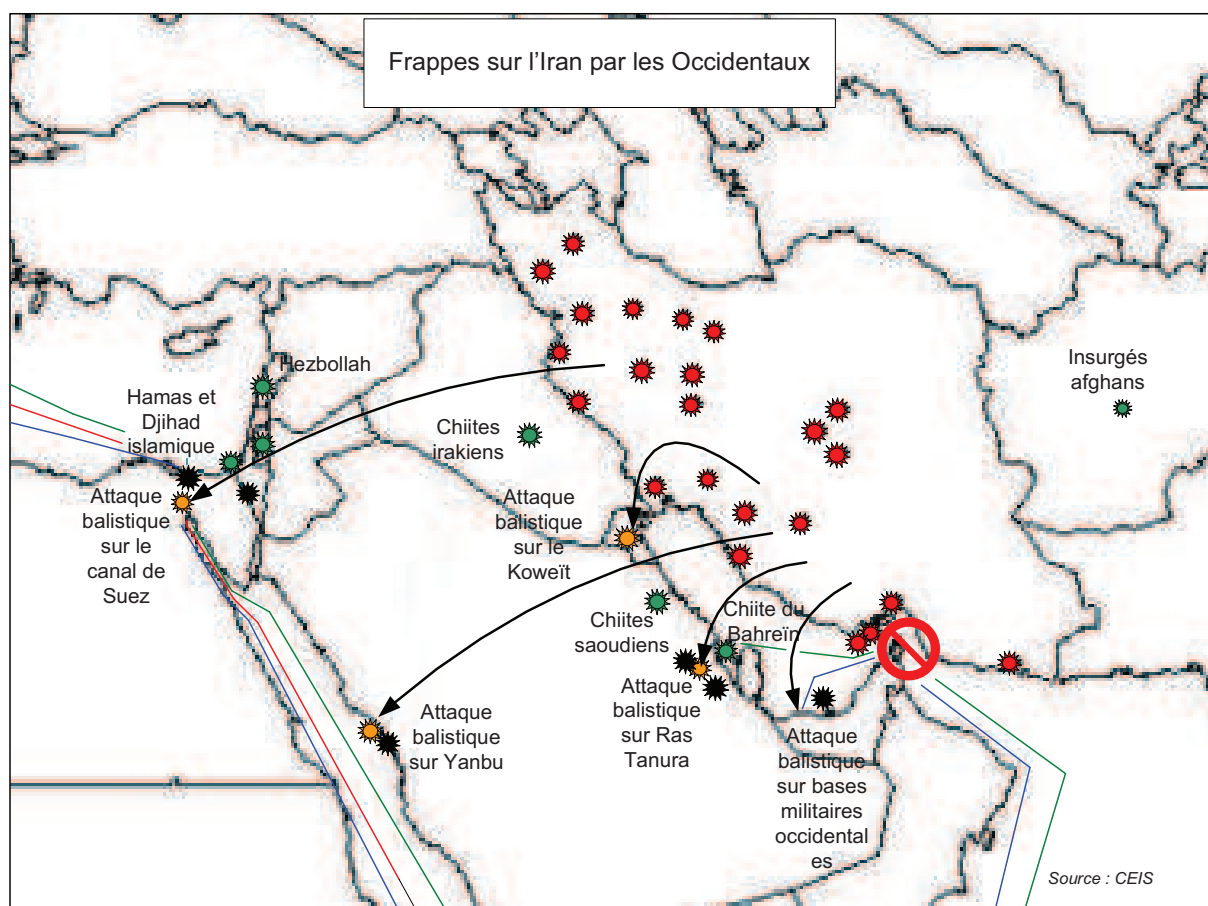 Frappes sur l'Iran par les Occidentaux
Hezbollah
Hamas et
Djihad
islamique
Attaque
balistique
sur le
canal de
Suez
Chiites
irakiens
Insurgés
afghans
Attaque
balistique
sur le
Koweït
Chiites
saoudiens
Chiite du
Bahreïn
Attaque
balistique
sur Yanbu
Attaque
balistique
sur Ras
Tanura
Attaque
balistique
sur bases
militaires
occidental
es
Source : CEIS